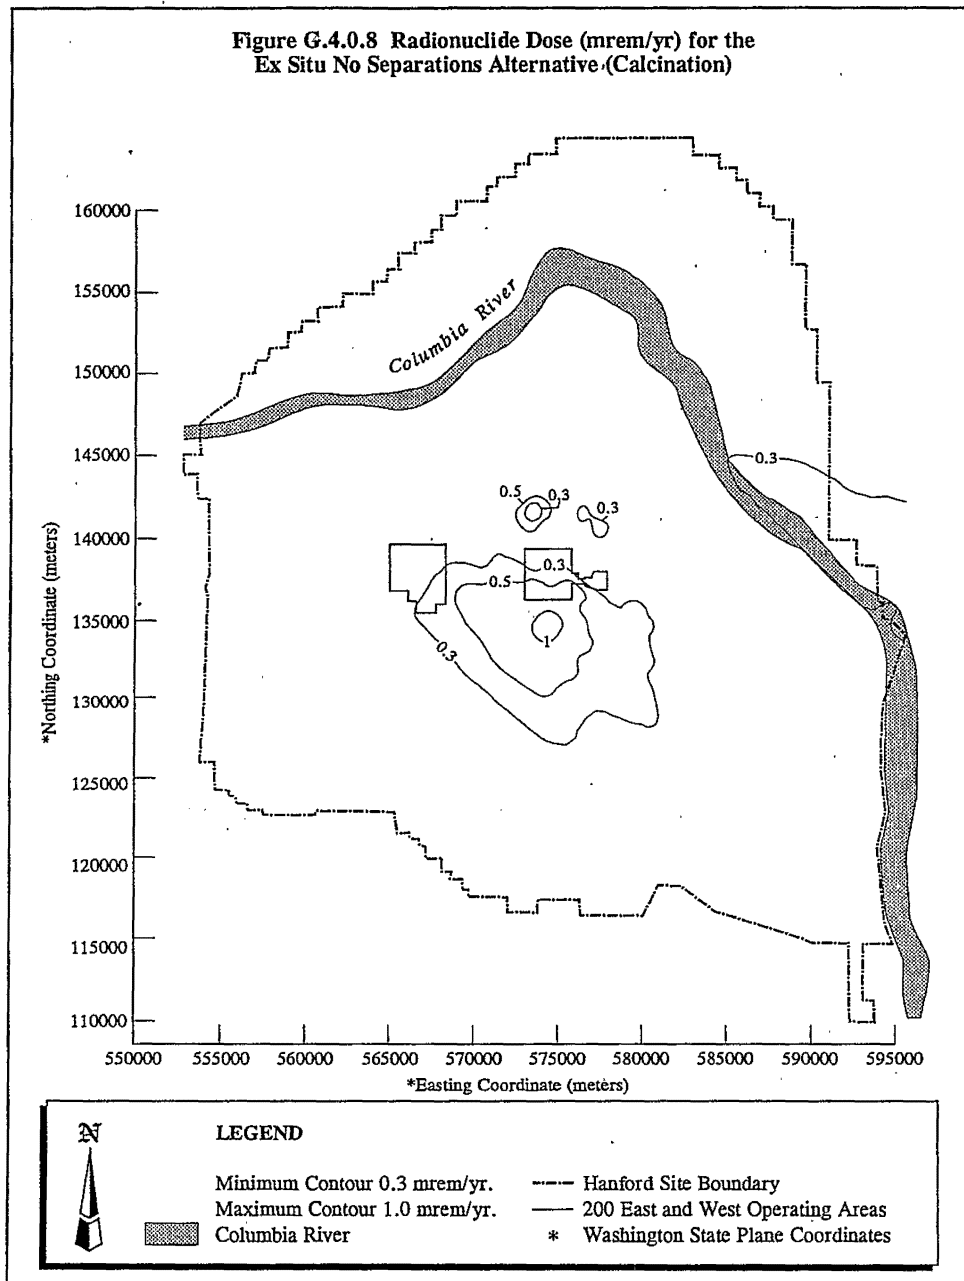 Figure G.4.0.8 Radionuclide Dose (mrem/yr) for the
Ex Situ No Separations Alternative (Calcination)
160000
155000
150000
145000
140000
135000
130000
125000
120000
115000
110000
*Northing Coordinate (meters)
Columbia River
0.3
0.5
0.3
0.3
0.3
0.5
1
0.3
550000 555000 560000 565000 570000 575000 580000 585000 590000 595000
*Easting Coordinate (meters)
N
LEGEND
Minimum Contour 0.3 mrem/yr.
Maximum Contour 1.0 mrem/yr.
Columbia River
Hanford Site Boundary
200 East and West Operating Areas
* Washington State Plane Coordinates